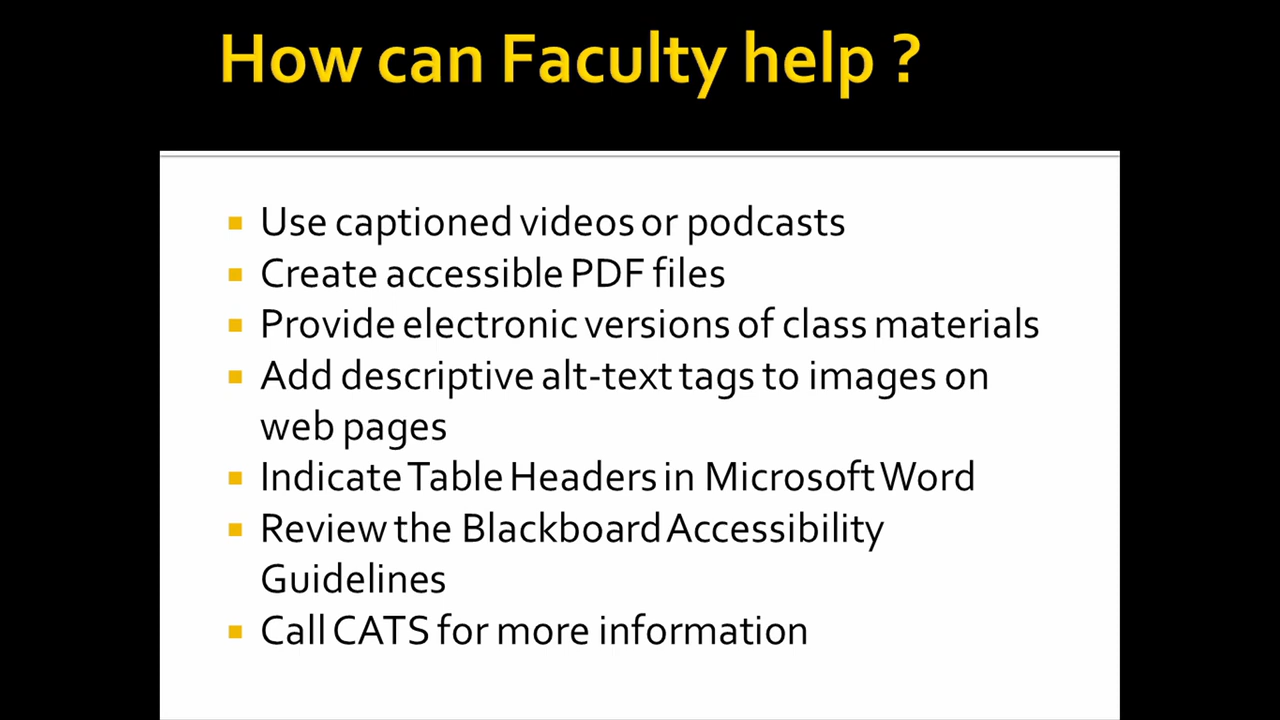 How can Faculty help ?
Use captioned videos or podcasts
Create accessible PDF files
Provide electronic versions of class materials
Add descriptive alt-text tags to images on
web pages
Indicate Table Headers in Microsoft Word
Review the Blackboard Accessibility
Guidelines
Call CATS for more information